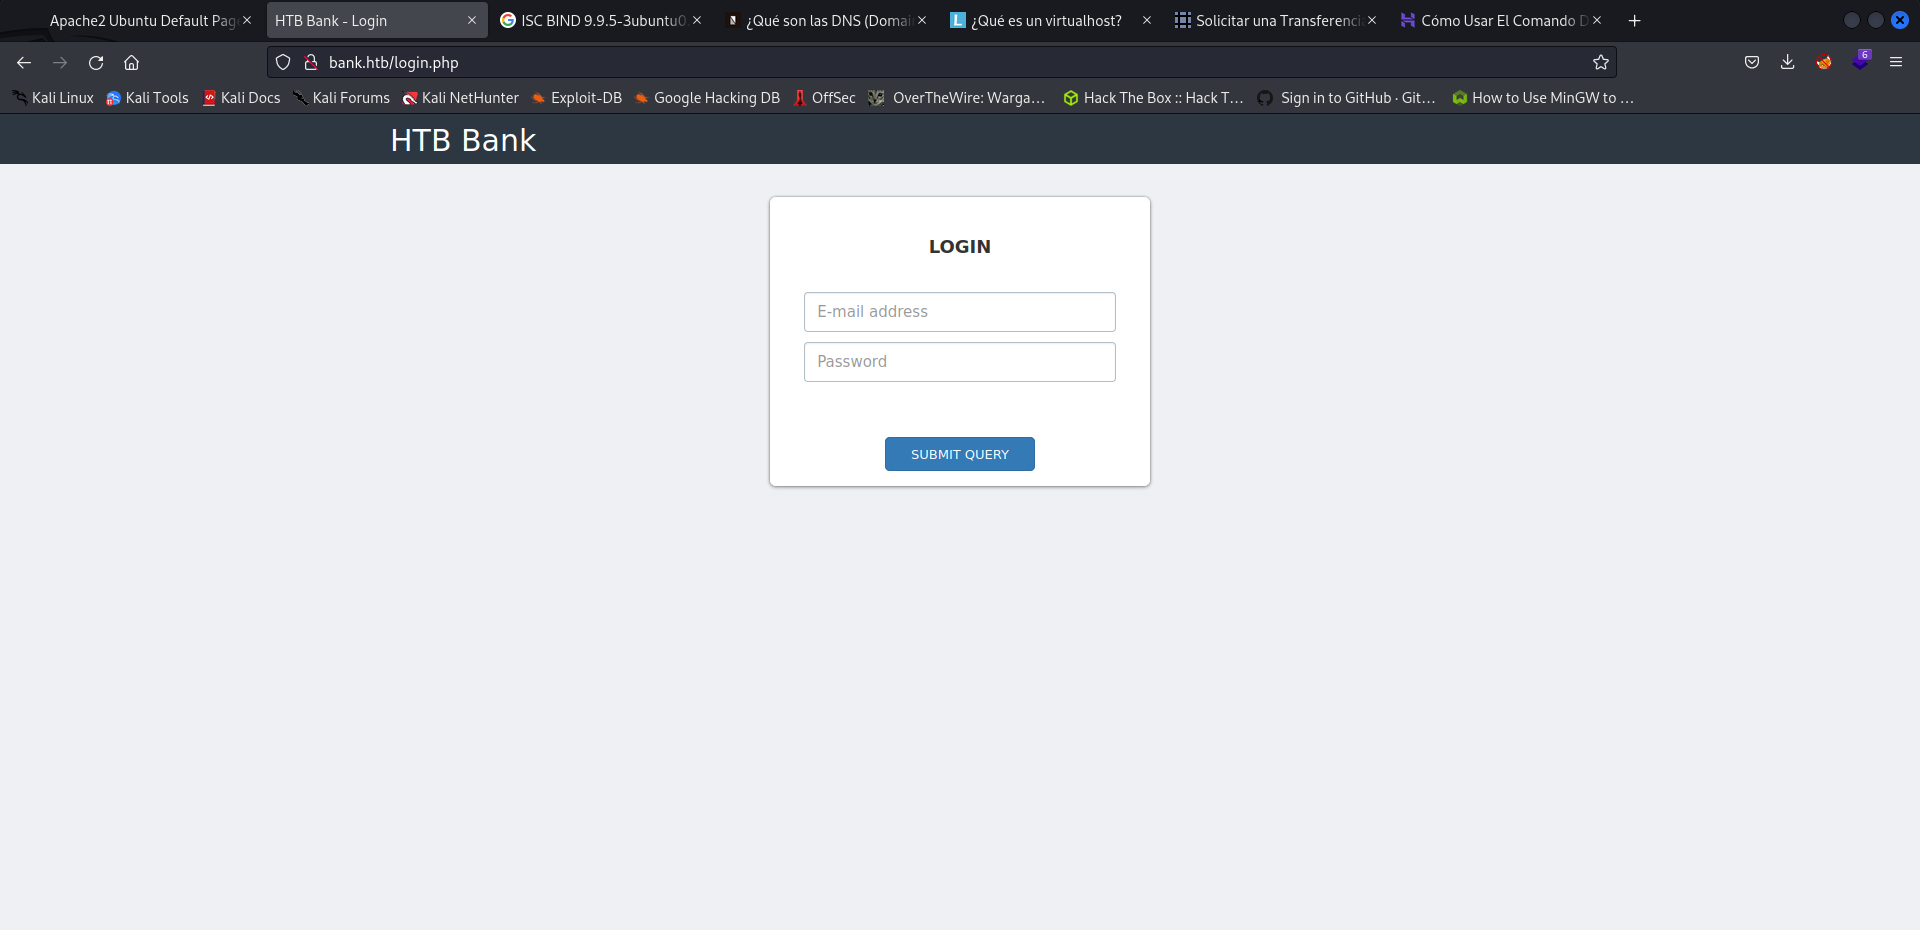 Apache2 Ubuntu Default Pag
HTB Bank - Login
ISC BIND 9.9.5-3ubuntu0
¿Qué son las DNS (Domai
¿Qué es un virtualhost?
Solicitar una Transferenci
Cómo Usar El Comando D
bank.htb/login.php
6
Kali Linux
Kali Tools
Kali Docs
Kali Forums
Kali NetHunter
Exploit-DB
Google Hacking DB
OffSec
OverTheWire: Warga…
Hack The Box :: Hack T…
Sign in to GitHub · Git…
How to Use MinGW to …
HTB Bank
LOGIN
E-mail address
Password
SUBMIT QUERY